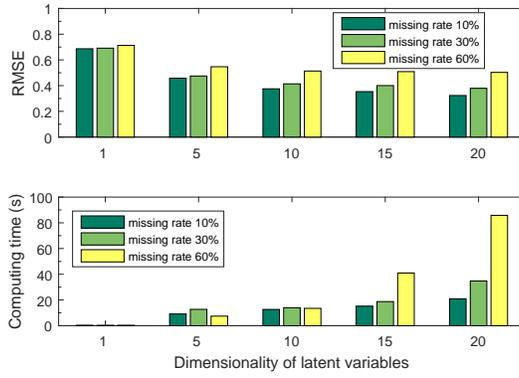 1
0.8
0.6
0.4
0.2
0
RMSE
missing rate 10%
missing rate 30%
missing rate 60%
1 5 10 15 20
100
80
60
40
20
0
Computing time (s)
missing rate 10%
missing rate 30%
missing rate 60%
1 5 10 15 20
Dimensionality of latent variables